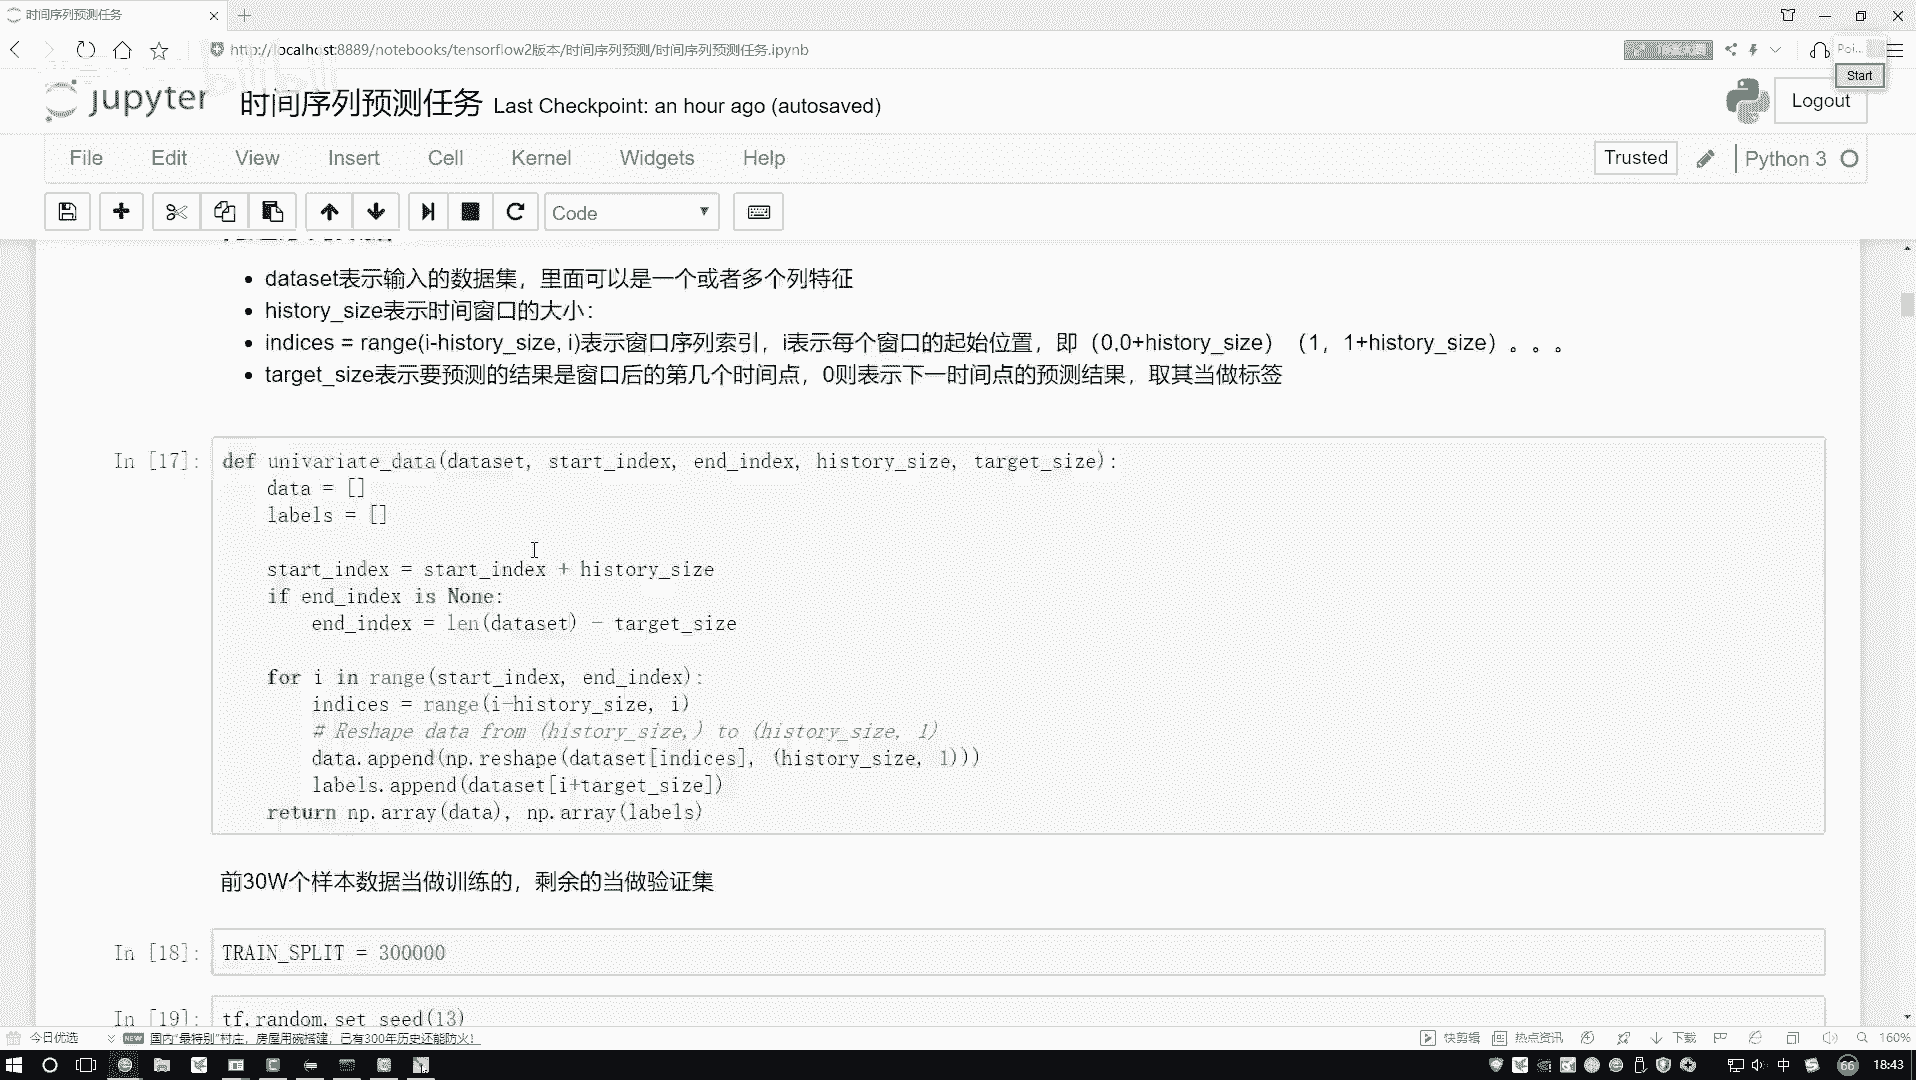 时间序列预测任务
http://localhost:8889/notebooks/tensorflow2版本/时间序列预测/时间序列预测任务.ipynb
Poi...
Start
jupyter 时间序列预测任务 Last Checkpoint: an hour ago (autosaved)
Logout
File Edit View Insert Cell Kernel Widgets Help
Trusted Python 3
Code
dataset表示输入的数据集，里面可以是一个或者多个列特征
history_size表示时间窗口的大小：
indices = range(i-history_size, i)表示窗口序列索引，i表示每个窗口的起始位置，即（0,0+history_size）（1，1+history_size）。。。
target_size表示要预测的结果是窗口后的第几个时间点，0则表示下一时间点的预测结果，取其当做标签
In [17]: def univariate_data(dataset, start_index, end_index, history_size, target_size):
data = []
labels = []
start_index = start_index + history_size
if end_index is None:
end_index = len(dataset) - target_size
for i in range(start_index, end_index):
indices = range(i-history_size, i)
# Reshape data from (history_size,) to (history_size, 1)
data.append(np.reshape(dataset[indices], (history_size, 1)))
labels.append(dataset[i+target_size])
return np.array(data), np.array(labels)
前30W个样本数据当做训练的，剩余的当做验证集
In [18]: TRAIN_SPLIT = 300000
In [19]: tf.random.set_seed(13)
今日优选 NEW 国内“最特别”村庄，房屋用碗搭建，已有300年历史还能防火！ 快剪辑 热点资讯 下载 160%
中 66 18:43